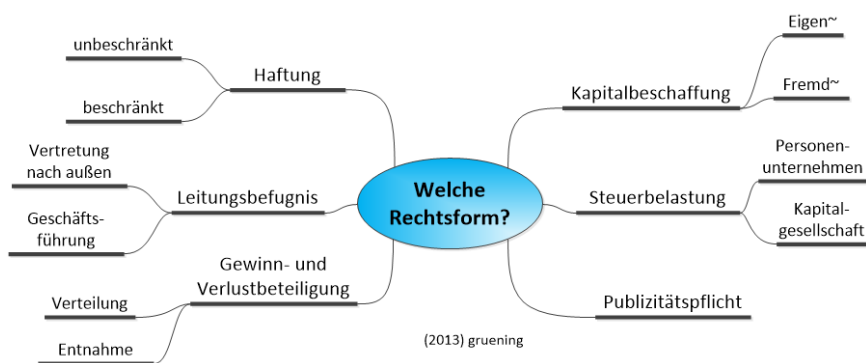 Welche
Rechtsform?
Haftung
unbeschränkt
beschränkt
Leitungsbefugnis
Vertretung
nach außen
Geschäfts-
führung
Gewinn- und
Verlustbeteiligung
Verteilung
Entnahme
Kapitalbeschaffung
Eigen~
Fremd~
Steuerbelastung
Personen-
unternehmen
Kapital-
gesellschaft
Publizitätspflicht
(2013) gruening